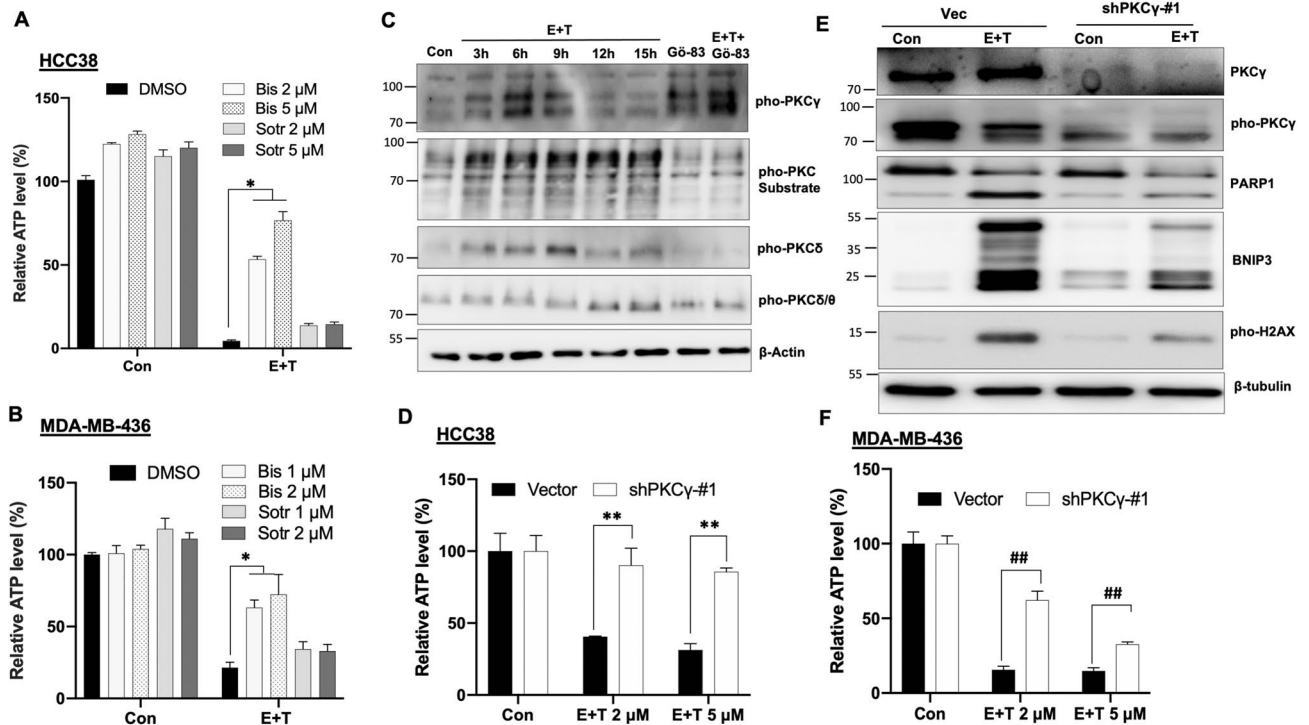 A
HCC38
DMSO
Bis 2 μM
Bis 5 μM
Sotr 2 μM
Sotr 5 μM
Relative ATP level (%)
150
100
50
0
*
Con
E+T
B
MDA-MB-436
DMSO
Bis 1 μM
Bis 2 μM
Sotr 1 μM
Sotr 2 μM
Relative ATP level (%)
150
100
50
0
*
Con
E+T
C
E+T
Con 3h 6h 9h 12h 15h Gö-83 E+T+
Gö-83
100
70
pho-PKCγ
100
70
pho-PKC
Substrate
70
pho-PKCδ
70
pho-PKCδ/θ
55
β-Actin
D
HCC38
Vector
shPKCγ-#1
Relative ATP level (%)
150
100
50
0
**
**
Con
E+T 2 μM
E+T 5 μM
E
Vec
shPKCγ-#1
Con E+T Con E+T
70
PKCγ
100
70
pho-PKCγ
100
PARP1
55
35
25
BNIP3
15
pho-H2AX
55
β-tubulin
F
MDA-MB-436
Vector
shPKCγ-#1
Relative ATP level (%)
150
100
50
0
##
##
Con
E+T 2 μM
E+T 5 μM